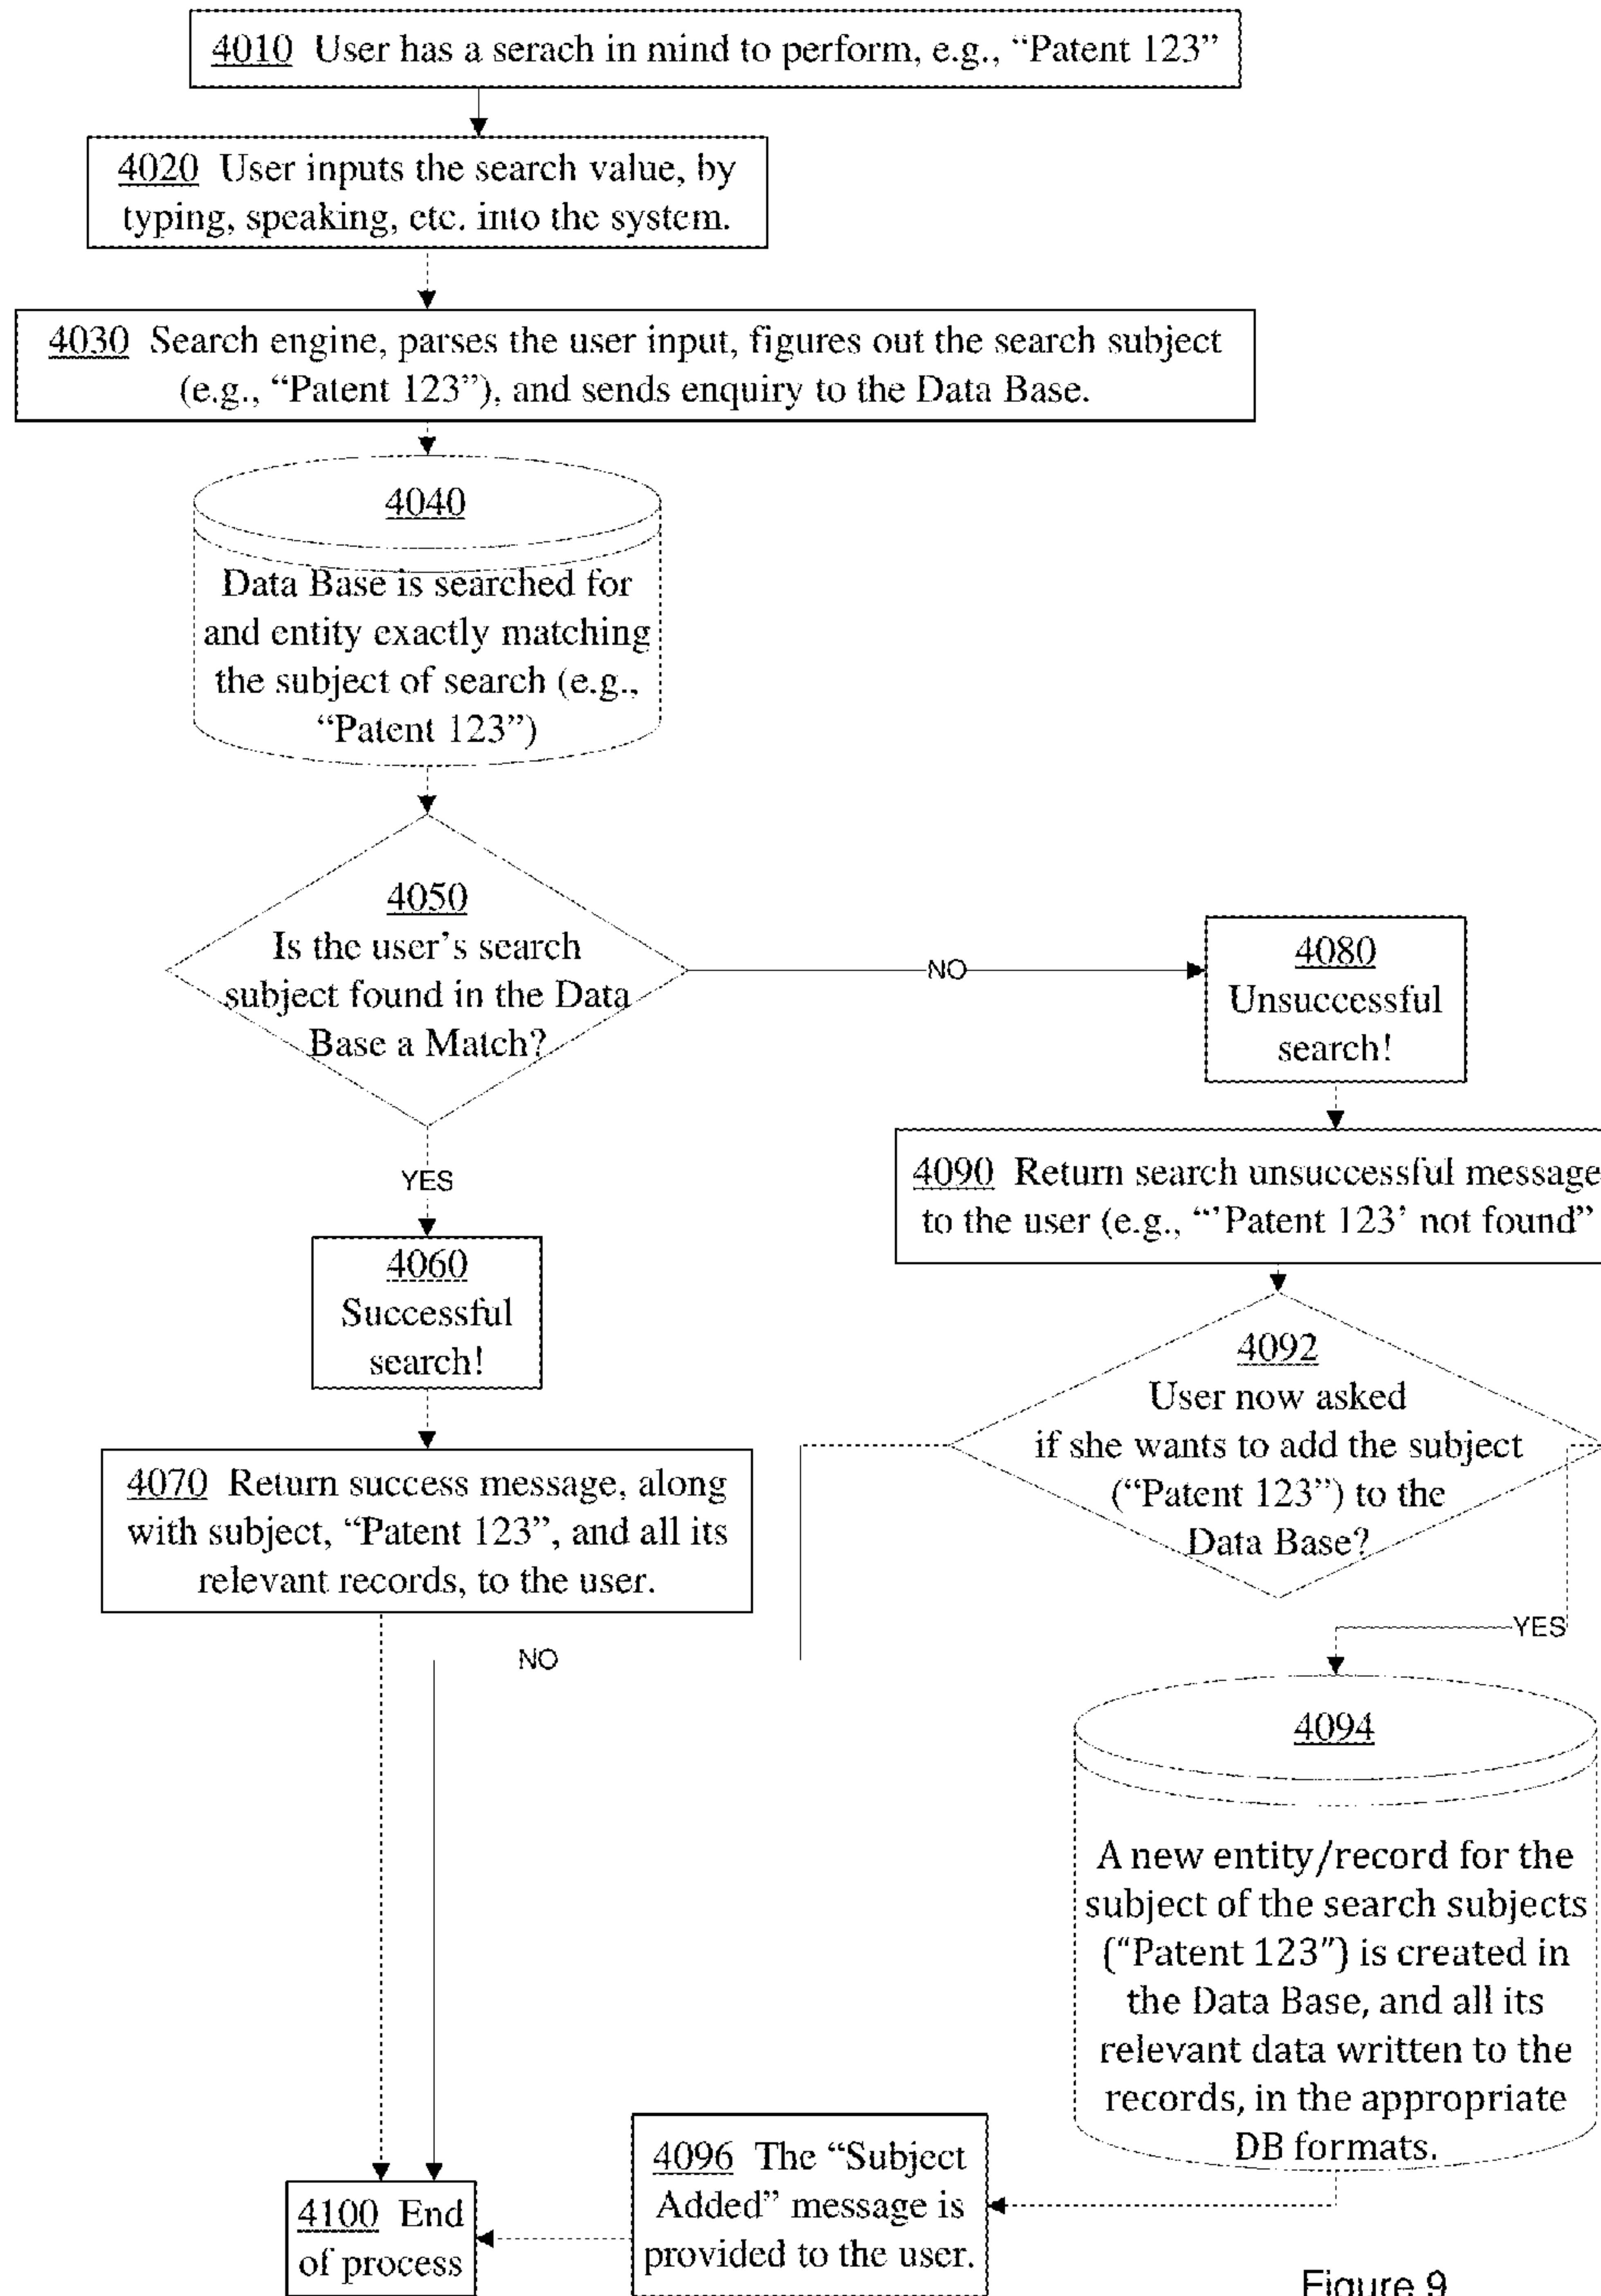 4010 User has a serach in mind to perform, e.g., “Patent 123”
4020 User inputs the search value, by
typing, speaking, etc. into the system.
4030 Search engine, parses the user input, figures out the search subject
(e.g., “Patent 123”), and sends enquiry to the Data Base.
4040
Data Base is searched for
and entity exactly matching
the subject of search (e.g.,
“Patent 123”)
4050
Is the user’s search
subject found in the Data
Base a Match?
NO
4080
Unsuccessful
search!
YES
4090 Return search unsuccessful message
to the user (e.g., “’Patent 123’ not found”
4060
Successful
search!
4092
User now asked
if she wants to add the subject
(“Patent 123”) to the
Data Base?
4070 Return success message, along
with subject, “Patent 123”, and all its
relevant records, to the user.
NO
YES
4094
A new entity/record for the
subject of the search subjects
(“Patent 123”) is created in
the Data Base, and all its
relevant data written to the
records, in the appropriate
DB formats.
4096 The “Subject
Added” message is
provided to the user.
4100 End
of process
Figure 9